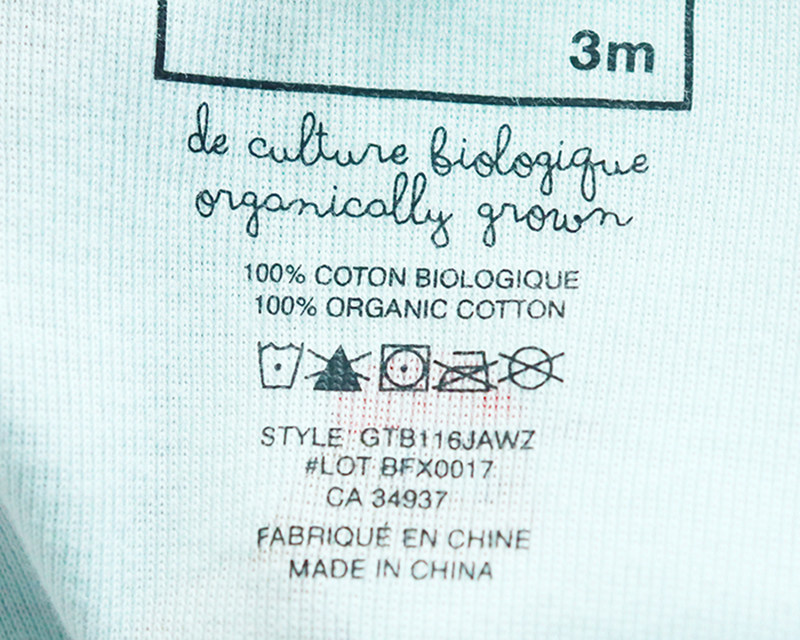 3m
de culture biologique
organically grown
100% COTON BIOLOGIQUE
100% ORGANIC COTTON
STYLE GTB116JAWZ
#LOT BFX0017
CA 34937
FABRIQUÉ EN CHINE
MADE IN CHINA